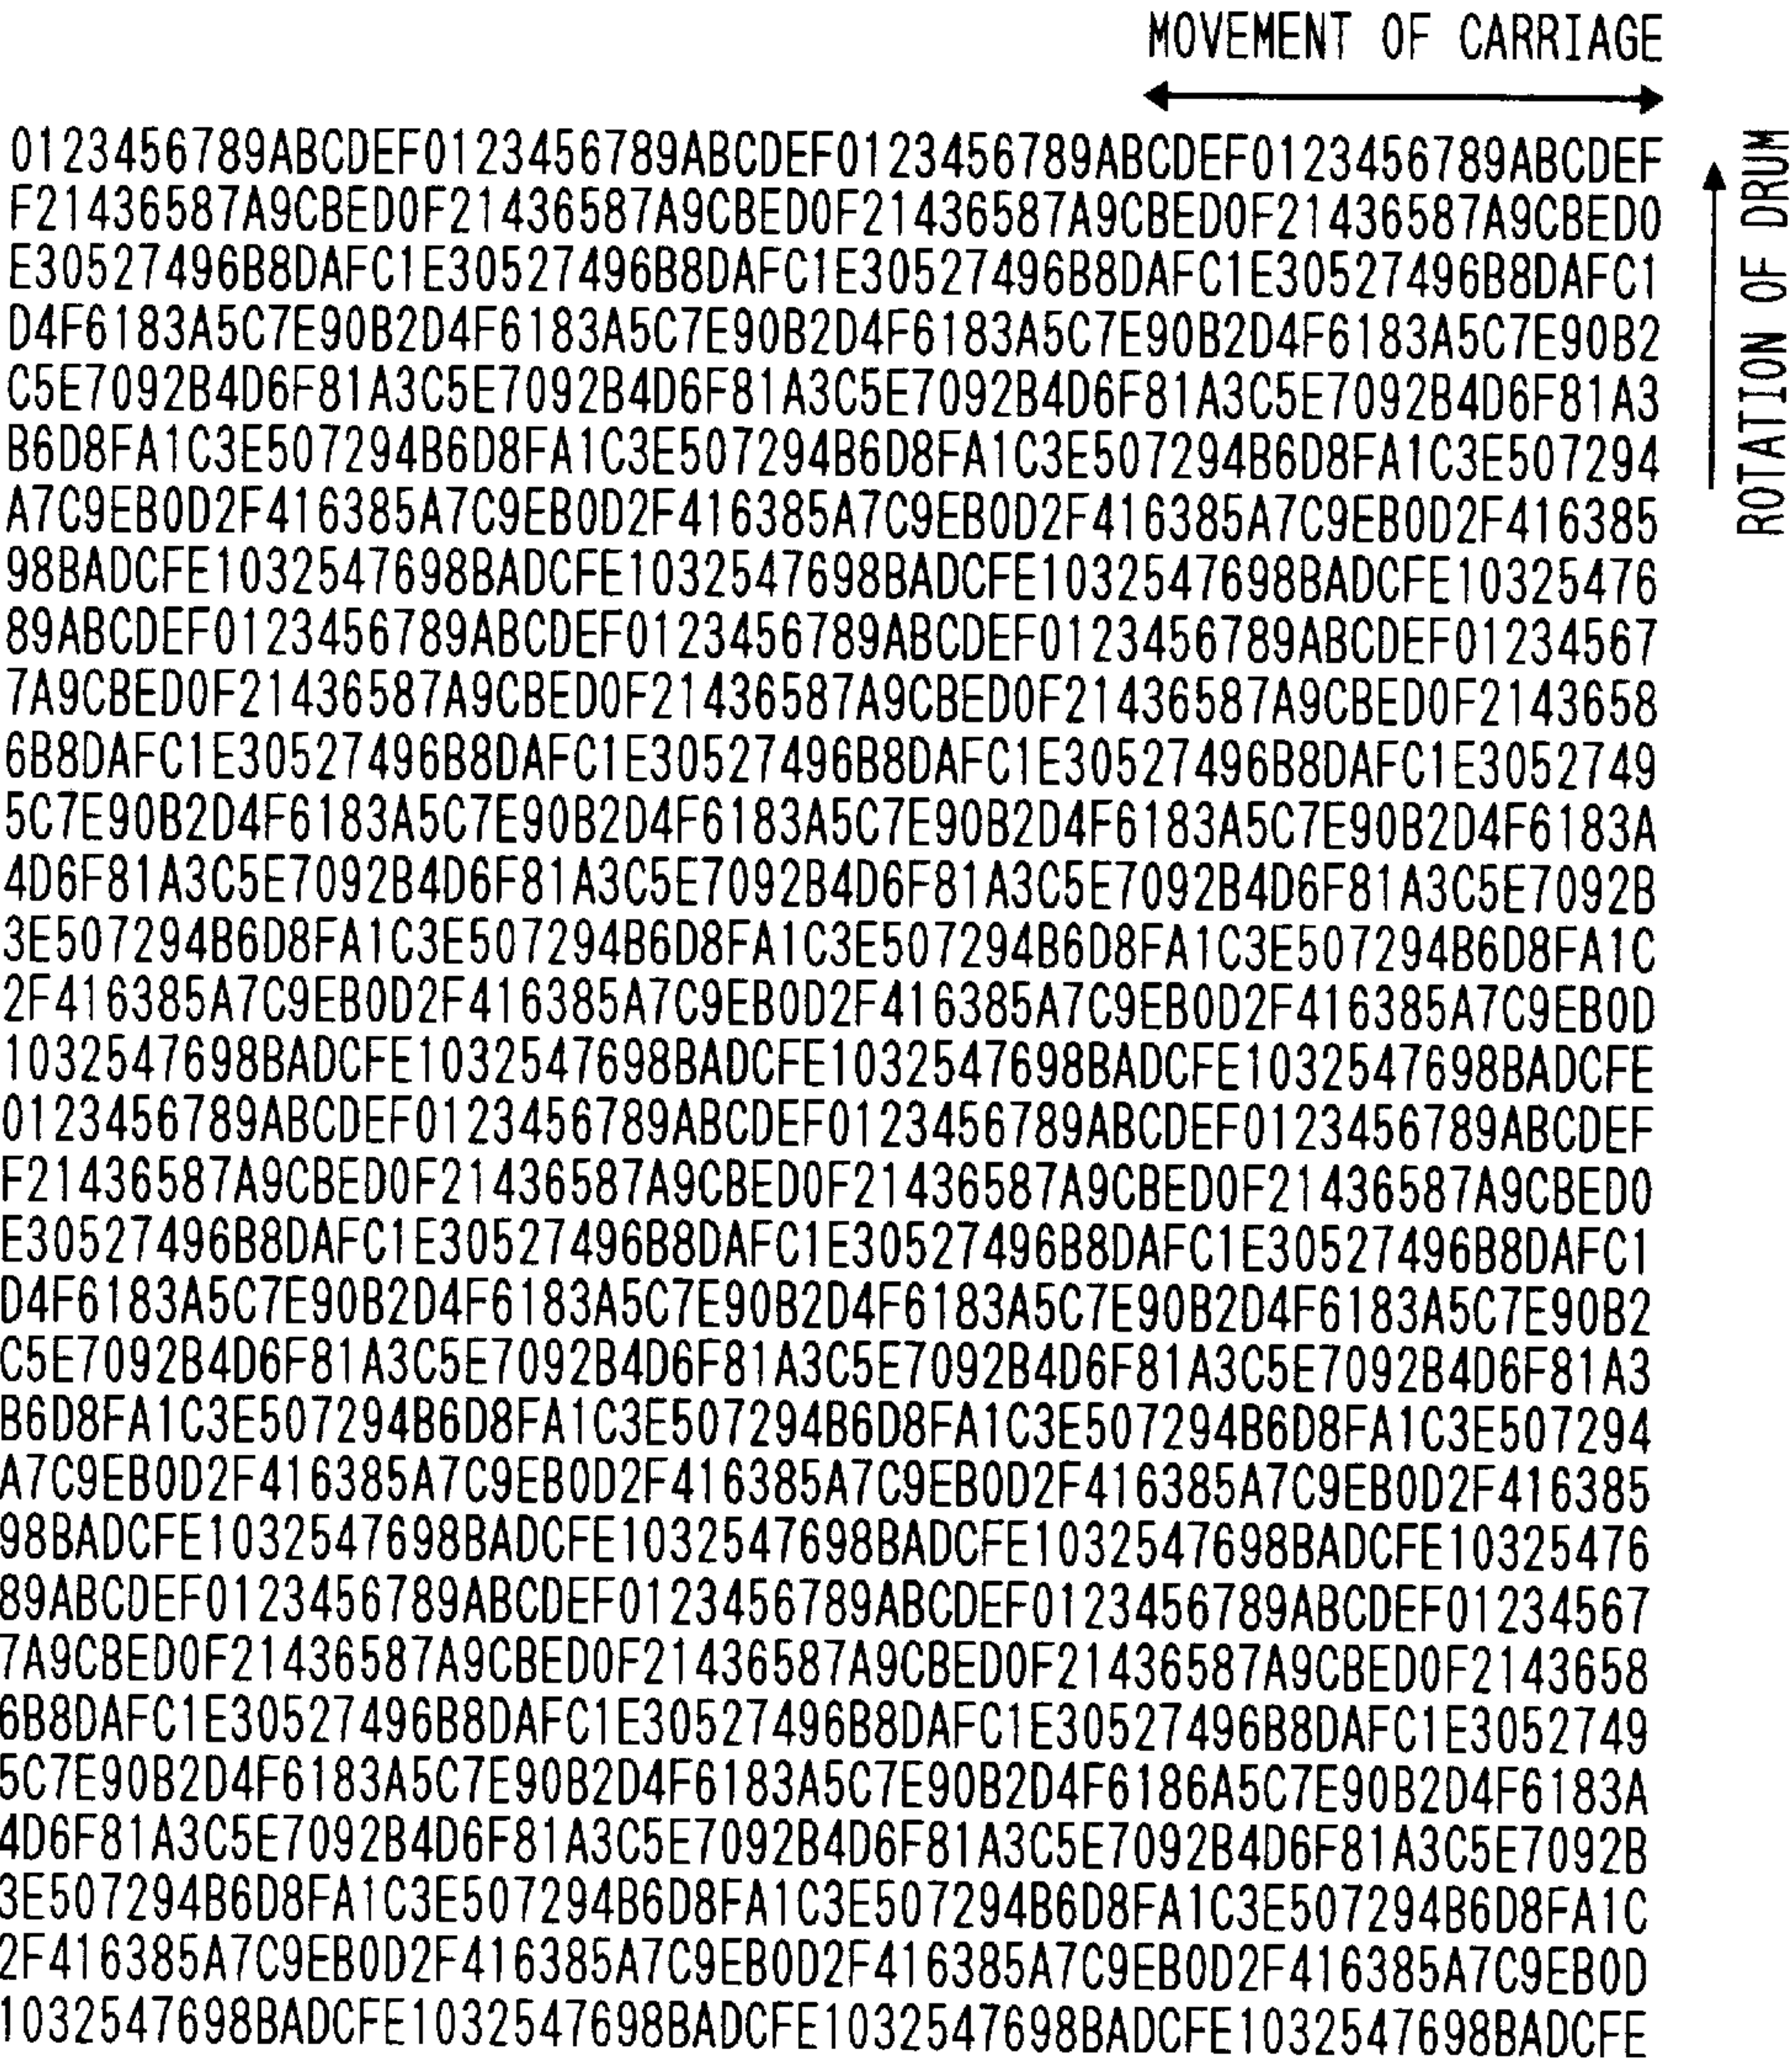 MOVEMENT OF CARRIAGE
0123456789ABCDEF0123456789ABCDEF0123456789ABCDEF0123456789ABCDEF
F21436587A9CBED0F21436587A9CBED0F21436587A9CBED0F21436587A9CBED0
E30527496B8DAFC1E30527496B8DAFC1E30527496B8DAFC1E30527496B8DAFC1
D4F6183A5C7E90B2D4F6183A5C7E90B2D4F6183A5C7E90B2D4F6183A5C7E90B2
C5E7092B4D6F81A3C5E7092B4D6F81A3C5E7092B4D6F81A3C5E7092B4D6F81A3
B6D8FA1C3E507294B6D8FA1C3E507294B6D8FA1C3E507294B6D8FA1C3E507294
A7C9EB0D2F416385A7C9EB0D2F416385A7C9EB0D2F416385A7C9EB0D2F416385
98BADCFE1032547698BADCFE1032547698BADCFE1032547698BADCFE10325476
89ABCDEF0123456789ABCDEF0123456789ABCDEF0123456789ABCDEF01234567
7A9CBED0F21436587A9CBED0F21436587A9CBED0F21436587A9CBED0F2143658
6B8DAFC1E30527496B8DAFC1E30527496B8DAFC1E30527496B8DAFC1E3052749
5C7E90B2D4F6183A5C7E90B2D4F6183A5C7E90B2D4F6183A5C7E90B2D4F6183A
4D6F81A3C5E7092B4D6F81A3C5E7092B4D6F81A3C5E7092B4D6F81A3C5E7092B
3E507294B6D8FA1C3E507294B6D8FA1C3E507294B6D8FA1C3E507294B6D8FA1C
2F416385A7C9EB0D2F416385A7C9EB0D2F416385A7C9EB0D2F416385A7C9EB0D
1032547698BADCFE1032547698BADCFE1032547698BADCFE1032547698BADCFE
0123456789ABCDEF0123456789ABCDEF0123456789ABCDEF0123456789ABCDEF
F21436587A9CBED0F21436587A9CBED0F21436587A9CBED0F21436587A9CBED0
E30527496B8DAFC1E30527496B8DAFC1E30527496B8DAFC1E30527496B8DAFC1
D4F6183A5C7E90B2D4F6183A5C7E90B2D4F6183A5C7E90B2D4F6183A5C7E90B2
C5E7092B4D6F81A3C5E7092B4D6F81A3C5E7092B4D6F81A3C5E7092B4D6F81A3
B6D8FA1C3E507294B6D8FA1C3E507294B6D8FA1C3E507294B6D8FA1C3E507294
A7C9EB0D2F416385A7C9EB0D2F416385A7C9EB0D2F416385A7C9EB0D2F416385
98BADCFE1032547698BADCFE1032547698BADCFE1032547698BADCFE10325476
89ABCDEF0123456789ABCDEF0123456789ABCDEF0123456789ABCDEF01234567
7A9CBED0F21436587A9CBED0F21436587A9CBED0F21436587A9CBED0F2143658
6B8DAFC1E30527496B8DAFC1E30527496B8DAFC1E30527496B8DAFC1E3052749
5C7E90B2D4F6183A5C7E90B2D4F6183A5C7E90B2D4F6186A5C7E90B2D4F6183A
4D6F81A3C5E7092B4D6F81A3C5E7092B4D6F81A3C5E7092B4D6F81A3C5E7092B
3E507294B6D8FA1C3E507294B6D8FA1C3E507294B6D8FA1C3E507294B6D8FA1C
2F416385A7C9EB0D2F416385A7C9EB0D2F416385A7C9EB0D2F416385A7C9EB0D
1032547698BADCFE1032547698BADCFE1032547698BADCFE1032547698BADCFE
ROTATION OF DRUM